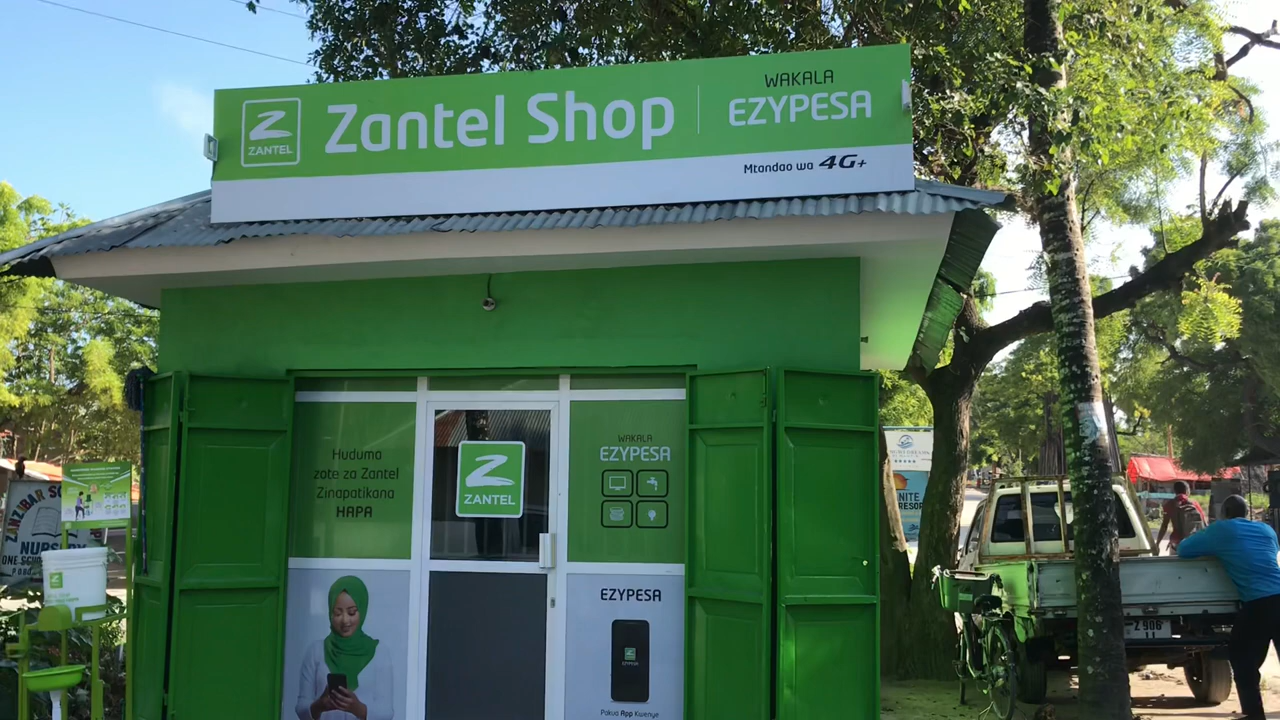 ZANTEL
Zantel Shop
WAKALA
EZYPESA
Mtandao wa 4G+
Huduma
zote za Zantel
Zinapatikana
HAPA
ZANTEL
WAKALA
EZYPESA
EZYPESA
Pakua App Kwenye
ZANZIBAR
NURSERY
ONE
Z 906